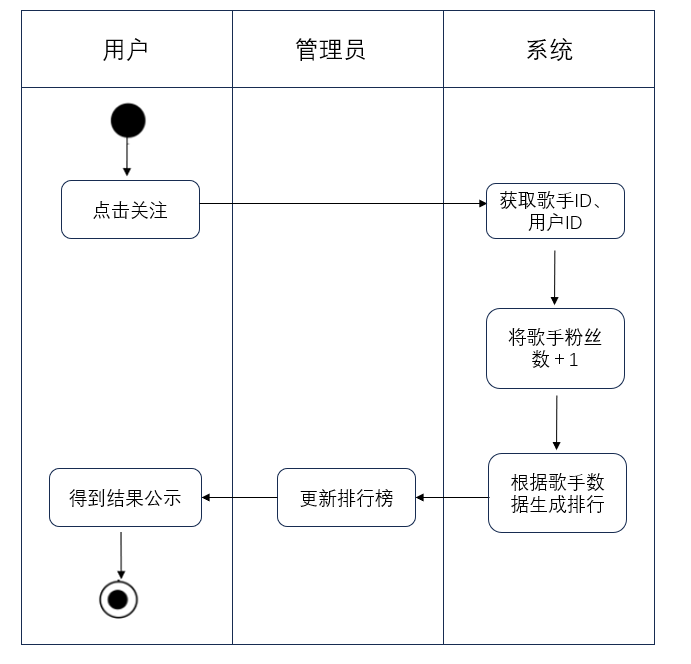 用户
管理员
系统
点击关注
获取歌手ID、
用户ID
将歌手粉丝
数+1
根据歌手数
据生成排行
更新排行榜
得到结果公示